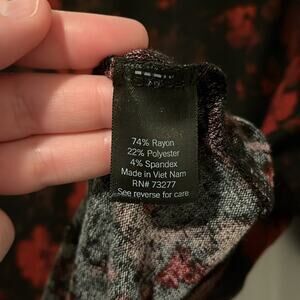 74% Rayon
22% Polyester
4% Spandex
Made in Viet Nam
RN# 73277
See reverse for care